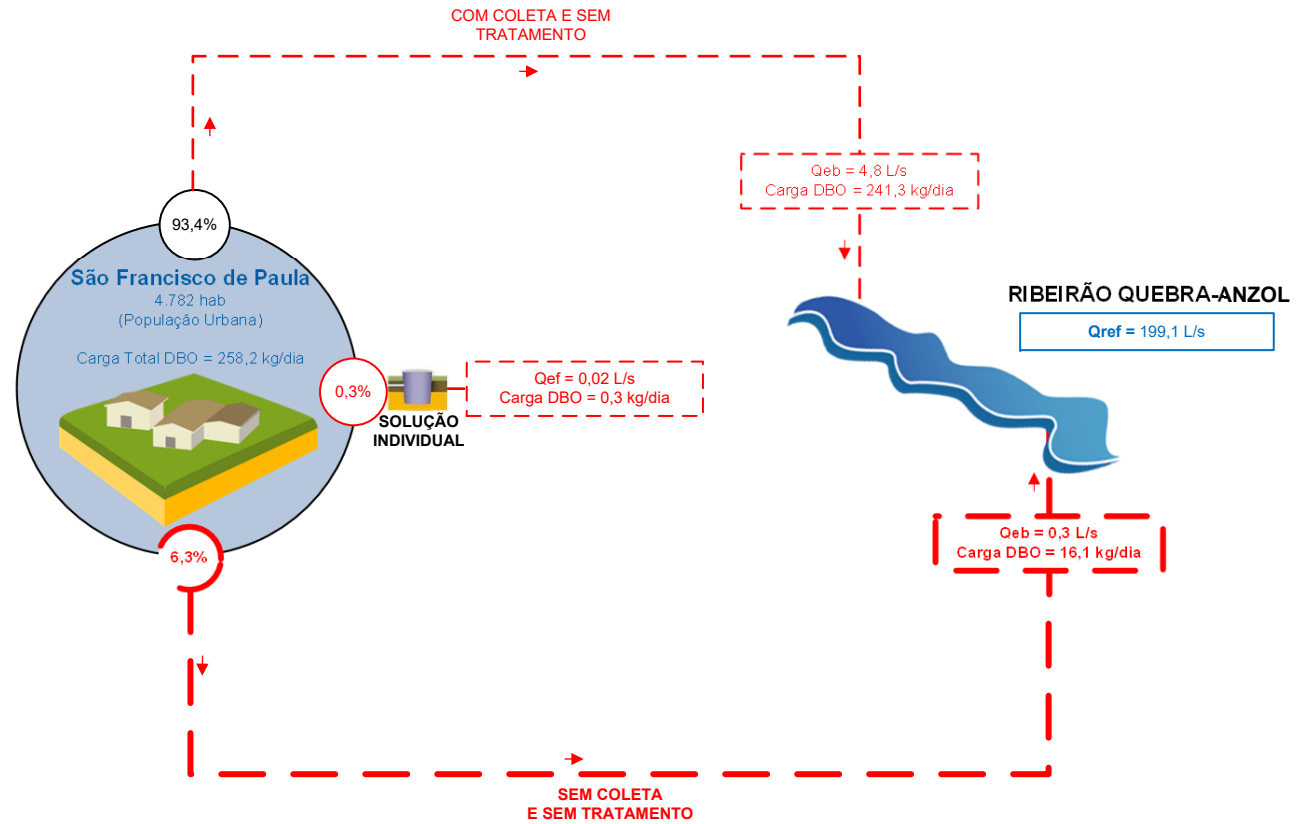 COM COLETA E SEM
TRATAMENTO
Qeb = 4,8 L/s
Carga DBO = 241,3 kg/dia
93,4%
São Francisco de Paula
4.782 hab
(População Urbana)
Carga Total DBO = 258,2 kg/dia
RIBEIRÃO QUEBRA-ANZOL
Qref = 199,1 L/s
0,3%
SOLUÇÃO
INDIVIDUAL
Qef = 0,02 L/s
Carga DBO = 0,3 kg/dia
6,3%
Qeb = 0,3 L/s
Carga DBO = 16,1 kg/dia
SEM COLETA
E SEM TRATAMENTO